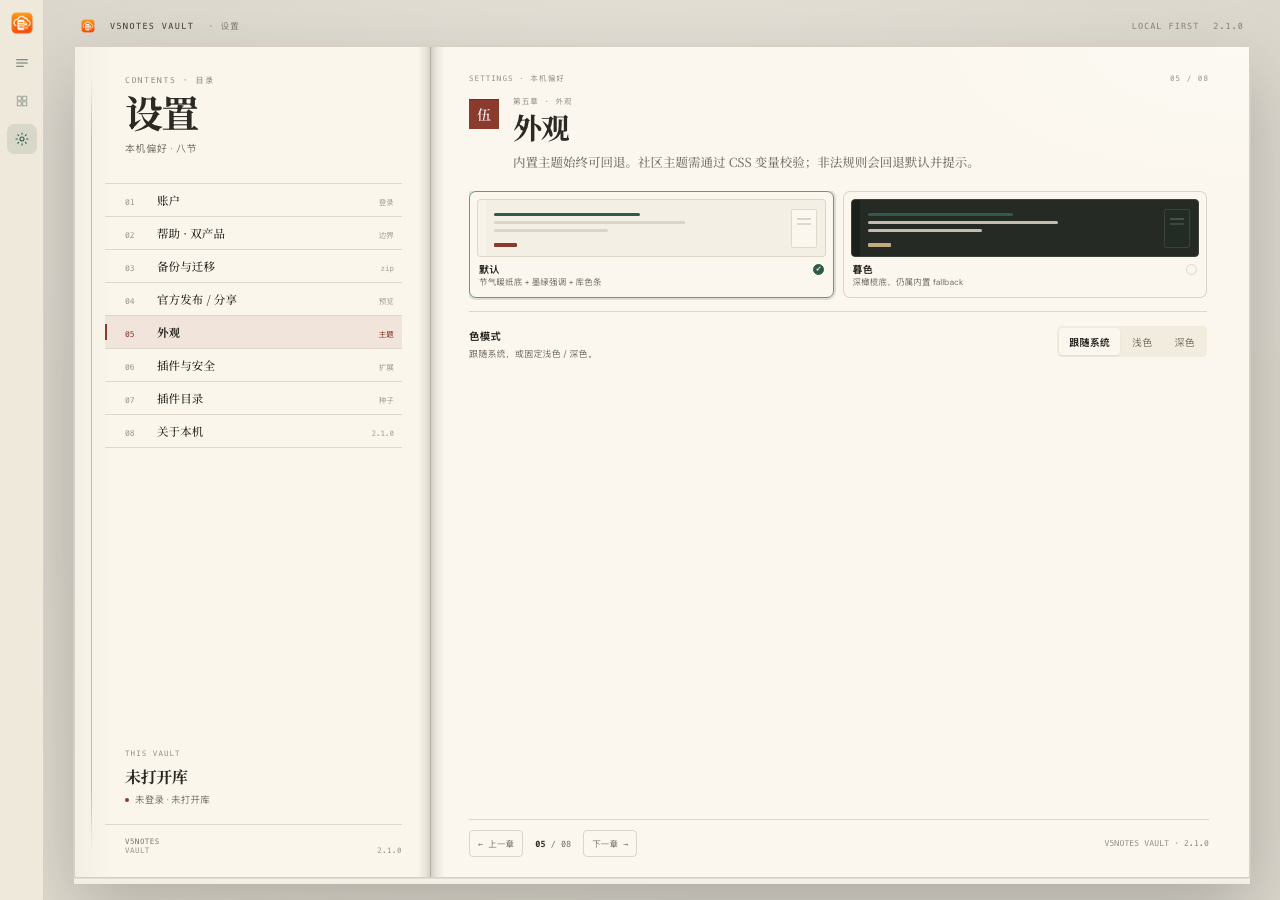 V5NOTES VAULT · 设置
LOCAL FIRST 2.1.0
CONTENTS · 目录
设置
本机偏好 · 八节
01 账户 登录
02 帮助 · 双产品 边界
03 备份与迁移 zip
04 官方发布 / 分享 预览
05 外观 主题
06 插件与安全 扩展
07 插件目录 种子
08 关于本机 2.1.0
THIS VAULT
未打开库
未登录 · 未打开库
V5NOTES
VAULT 2.1.0
SETTINGS · 本机偏好 05 / 08
伍
第五章 · 外观
外观
内置主题始终可回退。社区主题需通过 CSS 变量校验；非法规则会回退默认并提示。
默认
节气暖纸底 + 墨绿强调 + 库色条
暮色
深橄榄底，仍属内置 fallback
色模式
跟随系统，或固定浅色 / 深色。
跟随系统 浅色 深色
← 上一章 05 / 08 下一章 →
V5NOTES VAULT · 2.1.0